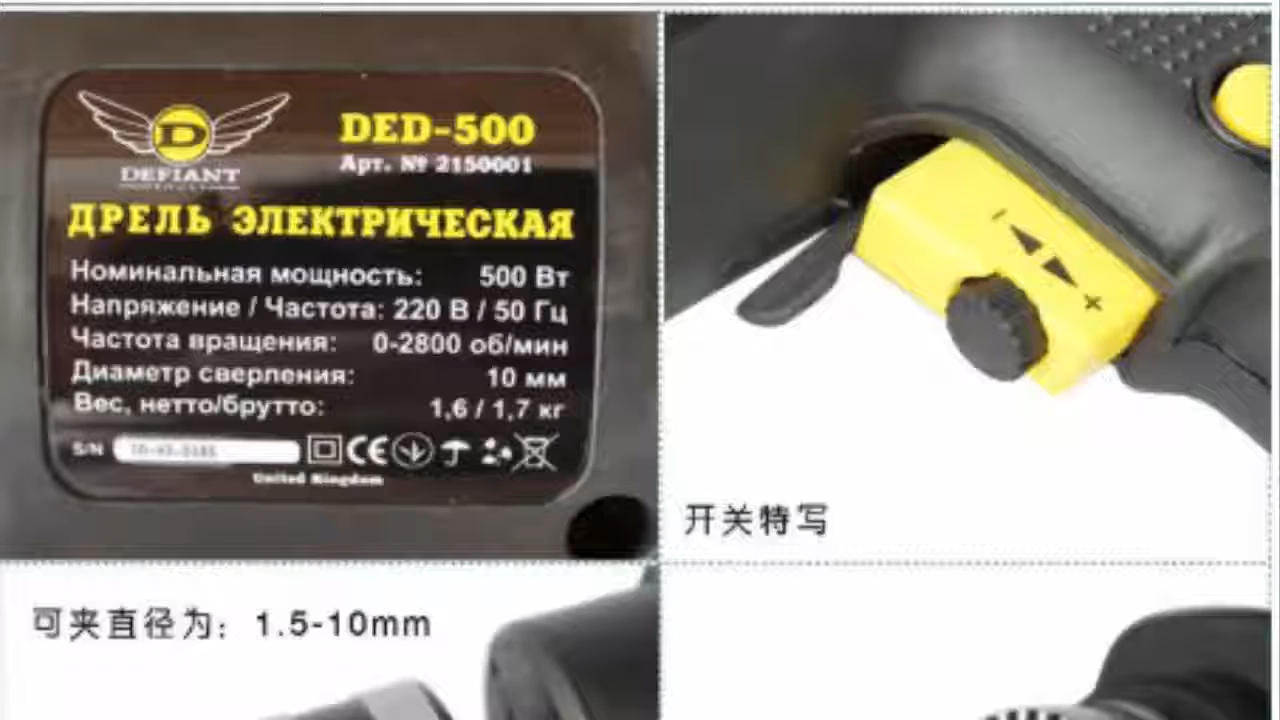 DEFIANT
DED-500
Арт. № 2150001
ДРЕЛЬ ЭЛЕКТРИЧЕСКАЯ
Номинальная мощность: 500 Вт
Напряжение / Частота: 220 В / 50 Гц
Частота вращения: 0-2800 об/мин
Диаметр сверления: 10 мм
Вес, нетто/брутто: 1,6 / 1,7 кг
S/N
CE
United Kingdom
- +
开关特写
可夹直径为：1.5-10mm